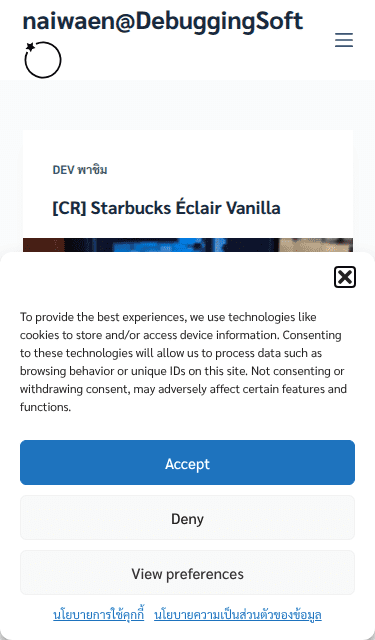 naiwaen@DebuggingSoft
DEV พาชิม
[CR] Starbucks Éclair Vanilla
To provide the best experiences, we use technologies like
cookies to store and/or access device information. Consenting
to these technologies will allow us to process data such as
browsing behavior or unique IDs on this site. Not consenting or
withdrawing consent, may adversely affect certain features and
functions.
Accept
Deny
View preferences
นโยบายการใช้คุกกี้ นโยบายความเป็นส่วนตัวของข้อมูล